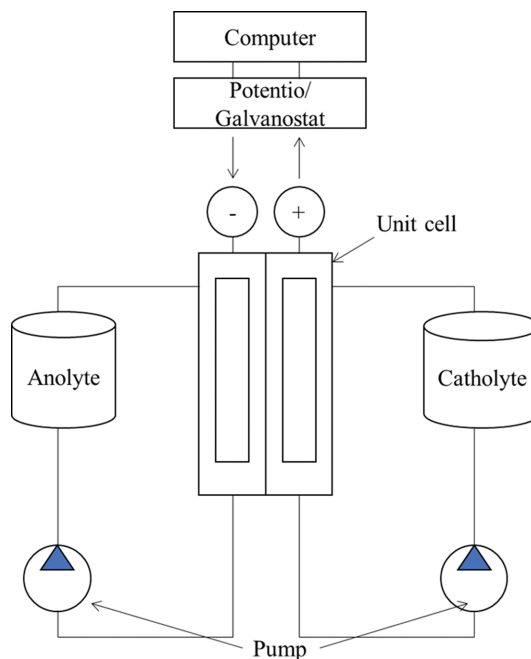 Computer
Potentio/
Galvanostat
-
+
Unit cell
Anolyte
Catholyte
Pump